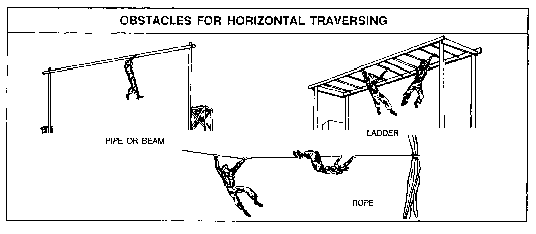 OBSTACLES FOR HORIZONTAL TRAVERSING
LADDER
PIPE OR BEAM
ROPE